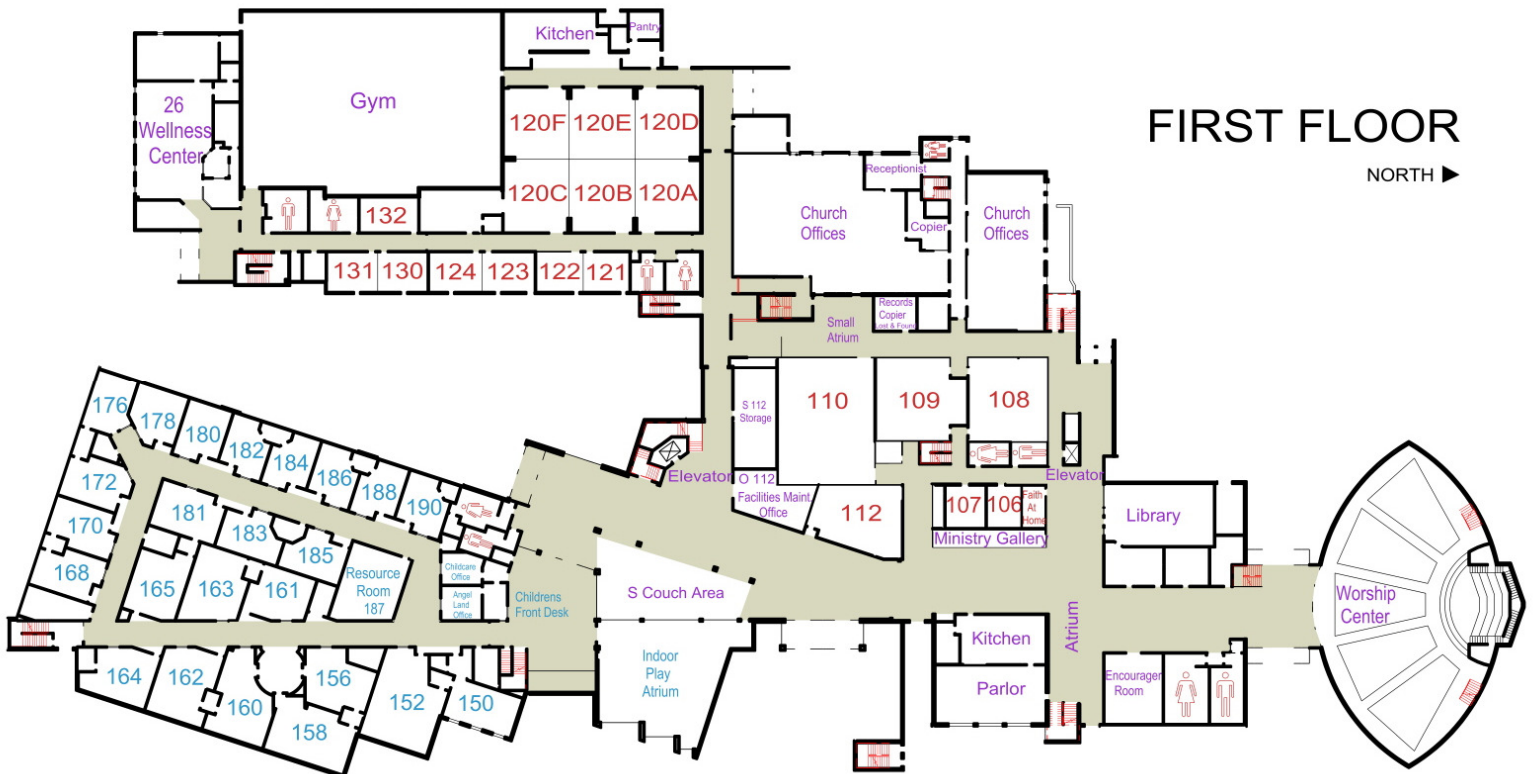 Kitchen
Pantry
FIRST FLOOR
NORTH
26
Wellness
Center
Gym
120F
120E
120D
120C
120B
120A
132
131
130
124
123
122
121
Receptionist
Church
Offices
Copier
Church
Offices
Records
Copier
Lost & Found
Small
Atrium
S 112
Storage
110
109
108
Elevator
O 112
Facilities Maint.
Office
112
107
106
Faith
At
Home
Ministry Gallery
Elevator
Library
Worship
Center
176
178
180
182
184
186
188
190
172
170
168
181
183
185
165
163
161
Resource
Room
187
Childcare
Office
Angel
Land
Office
Childrens
Front Desk
S Couch Area
Indoor
Play
Atrium
164
162
160
158
156
152
150
Kitchen
Parlor
Atrium
Encourager
Room